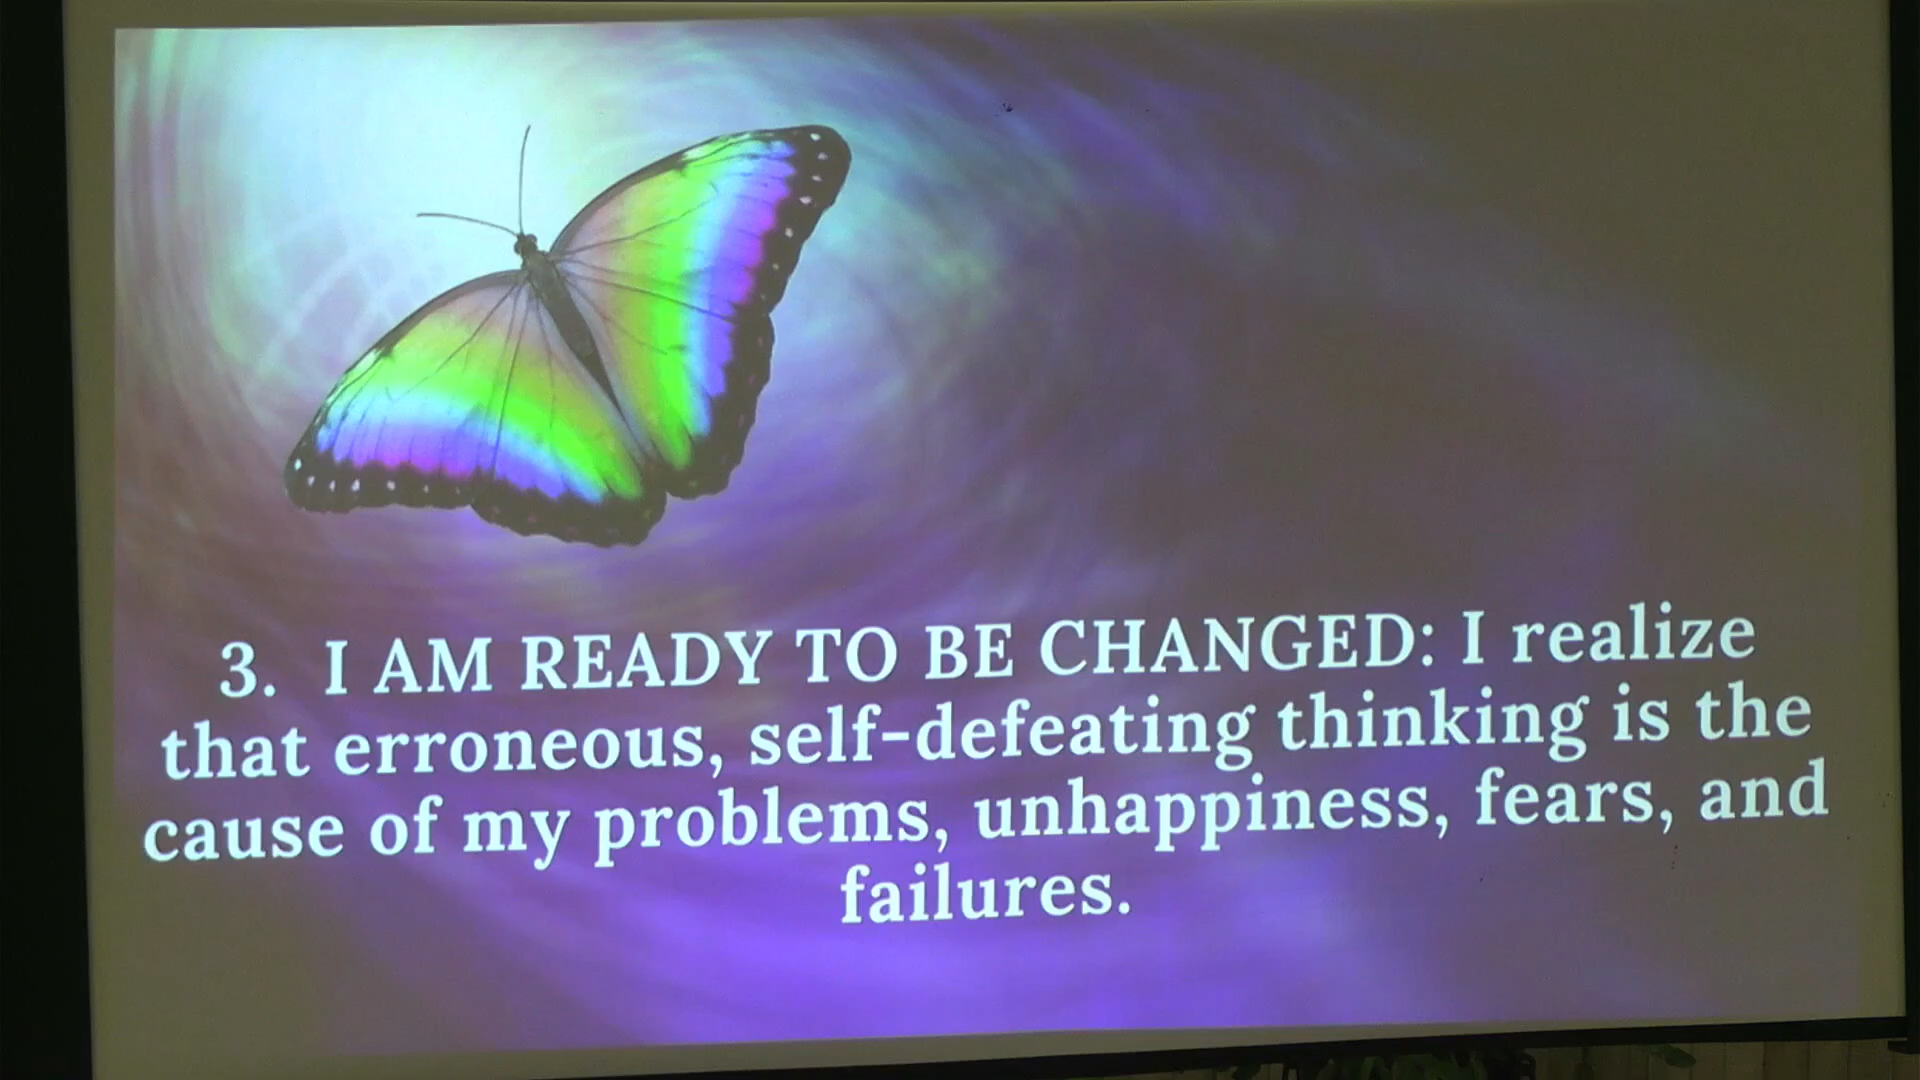 3. I AM READY TO BE CHANGED: I realize
that erroneous, self-defeating thinking is the
cause of my problems, unhappiness, fears, and
failures.